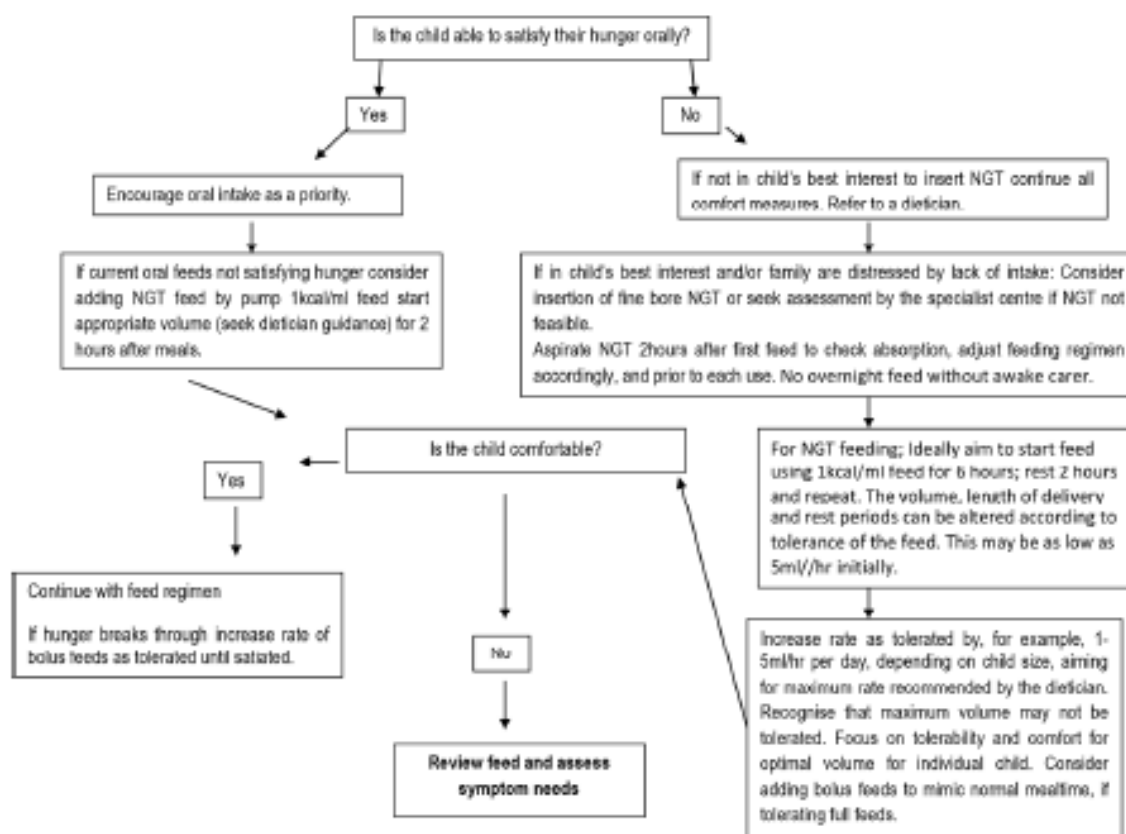 Is the child able to satisfy their hunger orally?
Yes
No
Encourage oral intake as a priority.
If not in child's best interest to insert NGT continue all
comfort measures. Refer to a dietician.
If current oral feeds not satisfying hunger consider
adding NGT feed by pump 1kcal/ml feed start
appropriate volume (seek dietician guidance) for 2
hours after meals.
If in child's best interest and/or family are distressed by lack of intake: Consider
insertion of fine bore NGT or seek assessment by the specialist centre if NGT not
feasible.
Aspirate NGT 2hours after first feed to check absorption, adjust feeding regimen
accordingly, and prior to each use. No overnight feed without awake carer.
Is the child comfortable?
Yes
For NGT feeding; Ideally aim to start feed
using 1kcal/ml feed for 6 hours; rest 2 hours
and repeat. The volume, length of delivery
and rest periods can be altered according to
tolerance of the feed. This may be as low as
5ml//hr initially.
Continue with feed regimen
If hunger breaks through increase rate of
bolus feeds as tolerated until satiated.
No
Increase rate as tolerated by, for example, 1-
5ml/hr per day, depending on child size, aiming
for maximum rate recommended by the dietician.
Recognise that maximum volume may not be
tolerated. Focus on tolerability and comfort for
optimal volume for individual child. Consider
adding bolus feeds to mimic normal mealtime, if
tolerating full feeds.
Review feed and assess
symptom needs